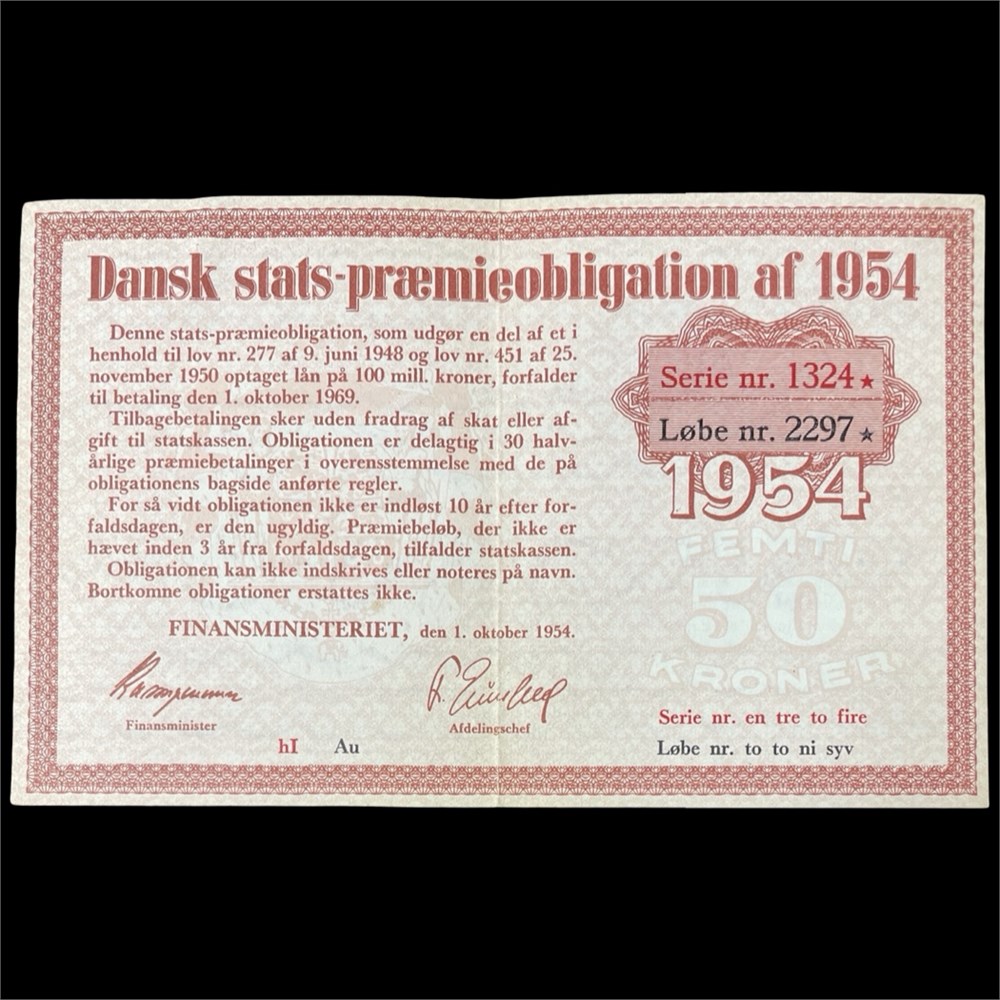 Dansk stats-præmieobligation af 1954
Denne stats-præmieobligation, som udgør en del af et i
henhold til lov nr. 277 af 9. juni 1948 og lov nr. 451 af 25.
november 1950 optaget lån på 100 mill. kroner, forfalder
til betaling den 1. oktober 1969.
Tilbagebetalingen sker uden fradrag af skat eller af-
gift til statskassen. Obligationen er delagtig i 30 halv-
årlige præmiebetalinger i overensstemmelse med de på
obligationens bagside anførte regler.
For så vidt obligationen ikke er indløst 10 år efter for-
faldsdagen, er den ugyldig. Præmiebeløb, der ikke er
hævet inden 3 år fra forfaldsdagen, tilfalder statskassen.
Obligationen kan ikke indskrives eller noteres på navn.
Bortkomne obligationer erstattes ikke.
FINANSMINISTERIET, den 1. oktober 1954.
Finansminister
Afdelingschef
hI Au
Serie nr. 1324 ★
Løbe nr. 2297 ★
1954
FEMTI
50
KRONER
Serie nr. en tre to fire
Løbe nr. to to ni syv